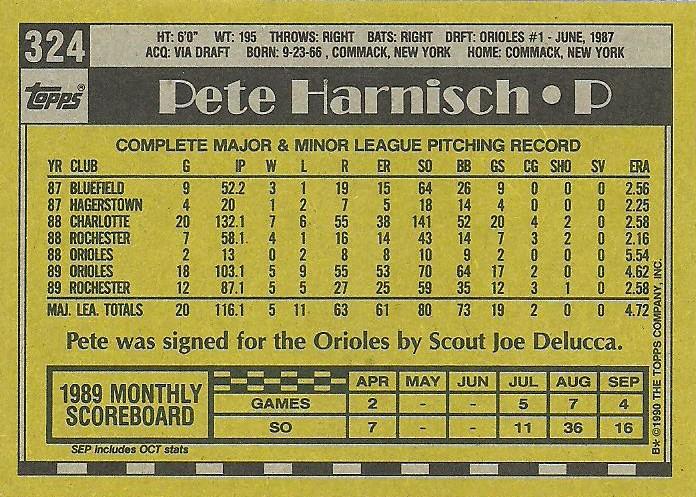 324
HT: 6'0" WT: 195 THROWS: RIGHT BATS: RIGHT DRFT: ORIOLES #1 - JUNE, 1987
ACQ: VIA DRAFT BORN: 9-23-66, COMMACK, NEW YORK HOME: COMMACK, NEW YORK
Topps®
Pete Harnisch • P
COMPLETE MAJOR & MINOR LEAGUE PITCHING RECORD
YR CLUB G IP W L R ER SO BB GS CG SHO SV ERA
87 BLUEFIELD 9 52.2 3 1 19 15 64 26 9 0 0 0 2.56
87 HAGERSTOWN 4 20 1 2 7 5 18 14 4 0 0 0 2.25
88 CHARLOTTE 20 132.1 7 6 55 38 141 52 20 4 2 0 2.58
88 ROCHESTER 7 58.1 4 1 16 14 43 14 7 3 2 0 2.16
88 ORIOLES 2 13 0 2 8 8 10 9 2 0 0 0 5.54
89 ORIOLES 18 103.1 5 9 55 53 70 64 17 2 0 0 4.62
89 ROCHESTER 12 87.1 5 5 27 25 59 35 12 3 1 0 2.58
MAJ. LEA. TOTALS 20 116.1 5 11 63 61 80 73 19 2 0 0 4.72
Pete was signed for the Orioles by Scout Joe Delucca.
1989 MONTHLY SCOREBOARD
APR MAY JUN JUL AUG SEP
GAMES 2 - - 5 7 4
SO 7 - - 11 36 16
SEP includes OCT stats
B* ©1990 THE TOPPS COMPANY, INC.